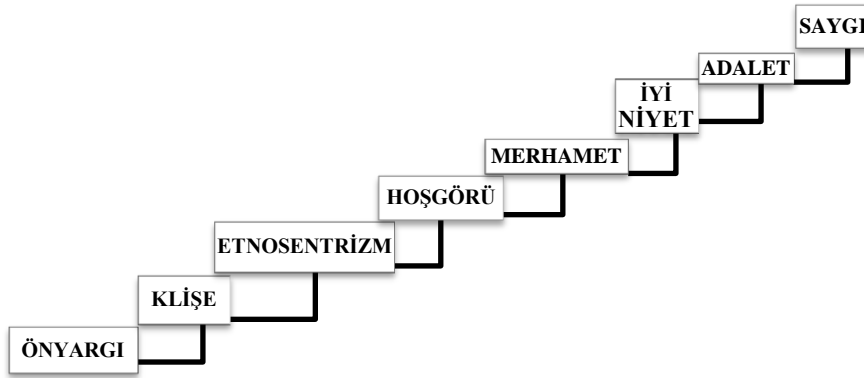 SAYGI
ADALET
İYİ
NİYET
MERHAMET
HOŞGÖRÜ
ETNOSENTRİZM
KLİŞE
ÖNYARGI